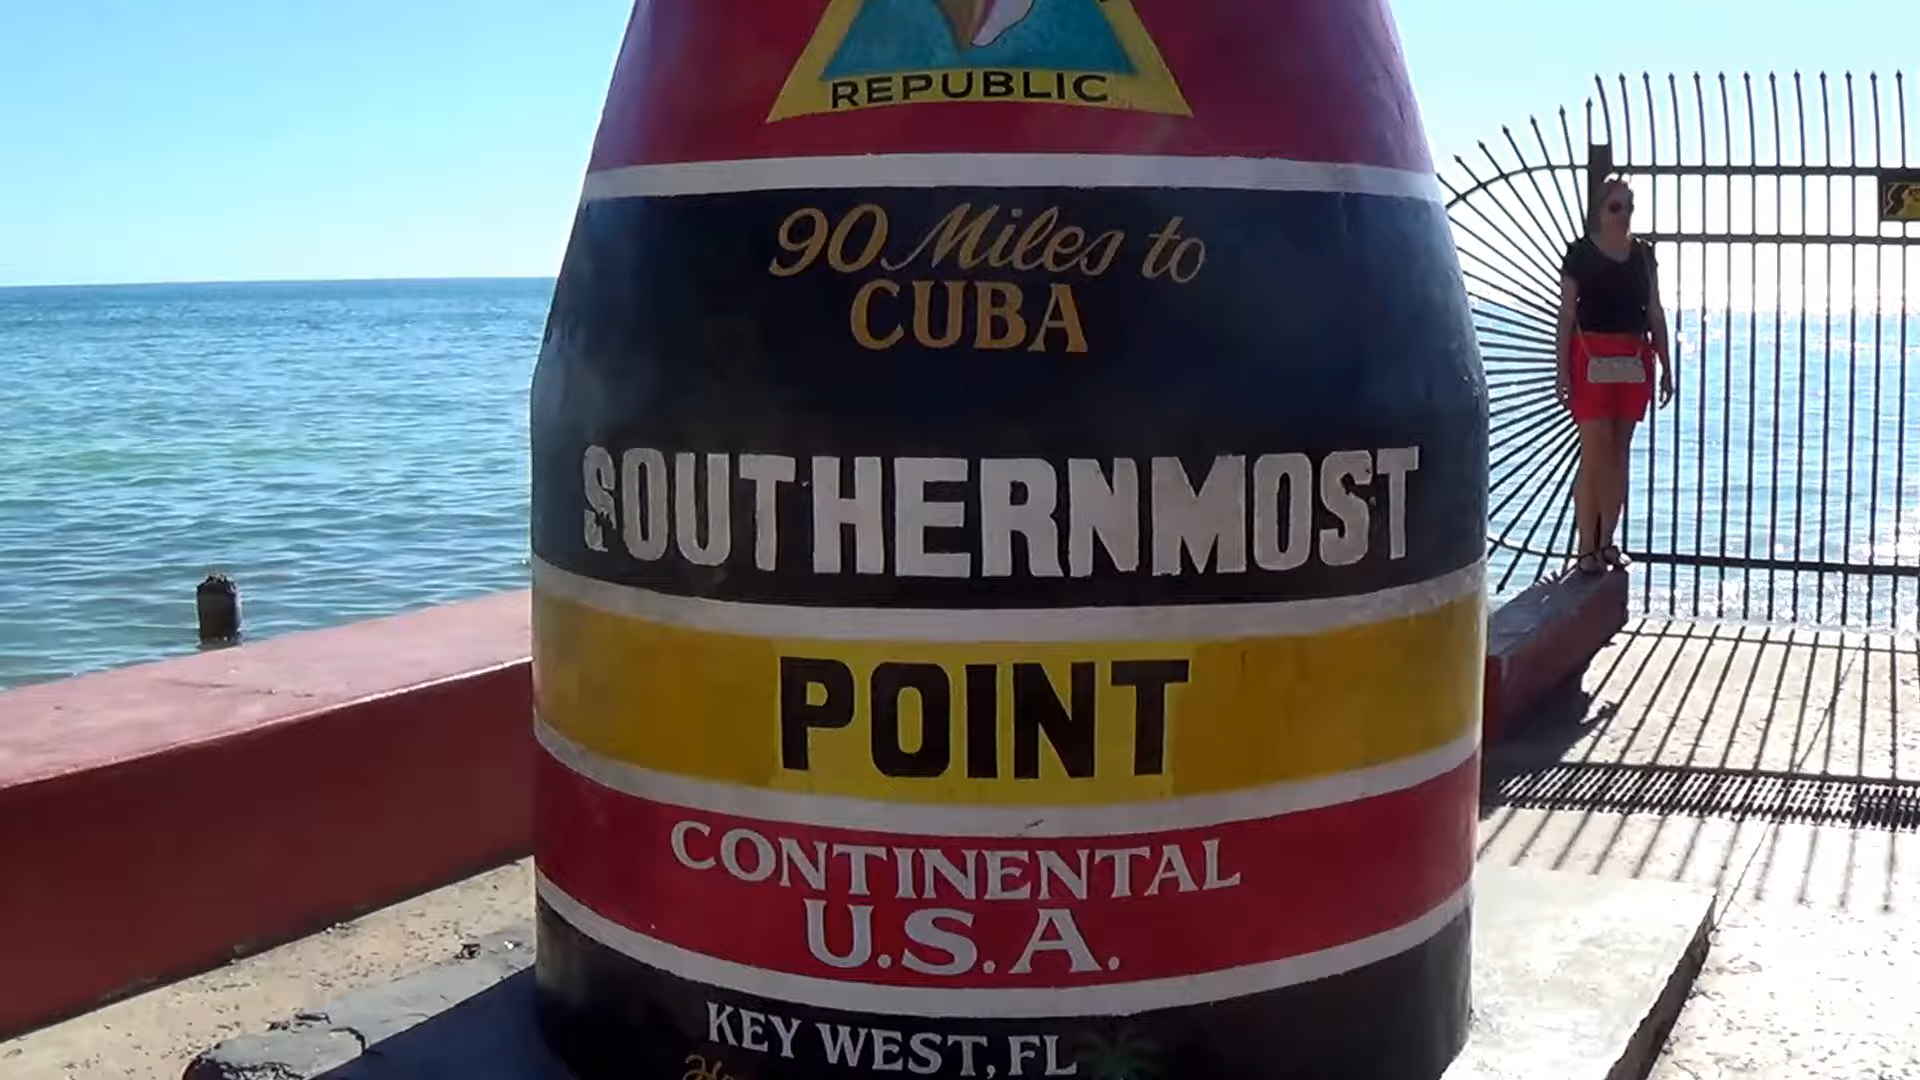 REPUBLIC
90 Miles to
CUBA
SOUTHERNMOST
POINT
CONTINENTAL
U.S.A.
KEY WEST, FL